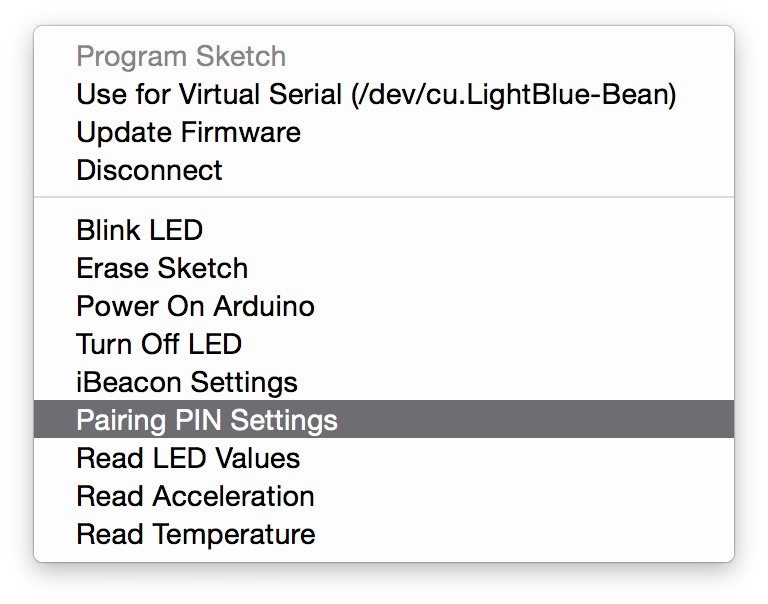 Program Sketch
Use for Virtual Serial (/dev/cu.LightBlue-Bean)
Update Firmware
Disconnect
Blink LED
Erase Sketch
Power On Arduino
Turn Off LED
iBeacon Settings
Pairing PIN Settings
Read LED Values
Read Acceleration
Read Temperature